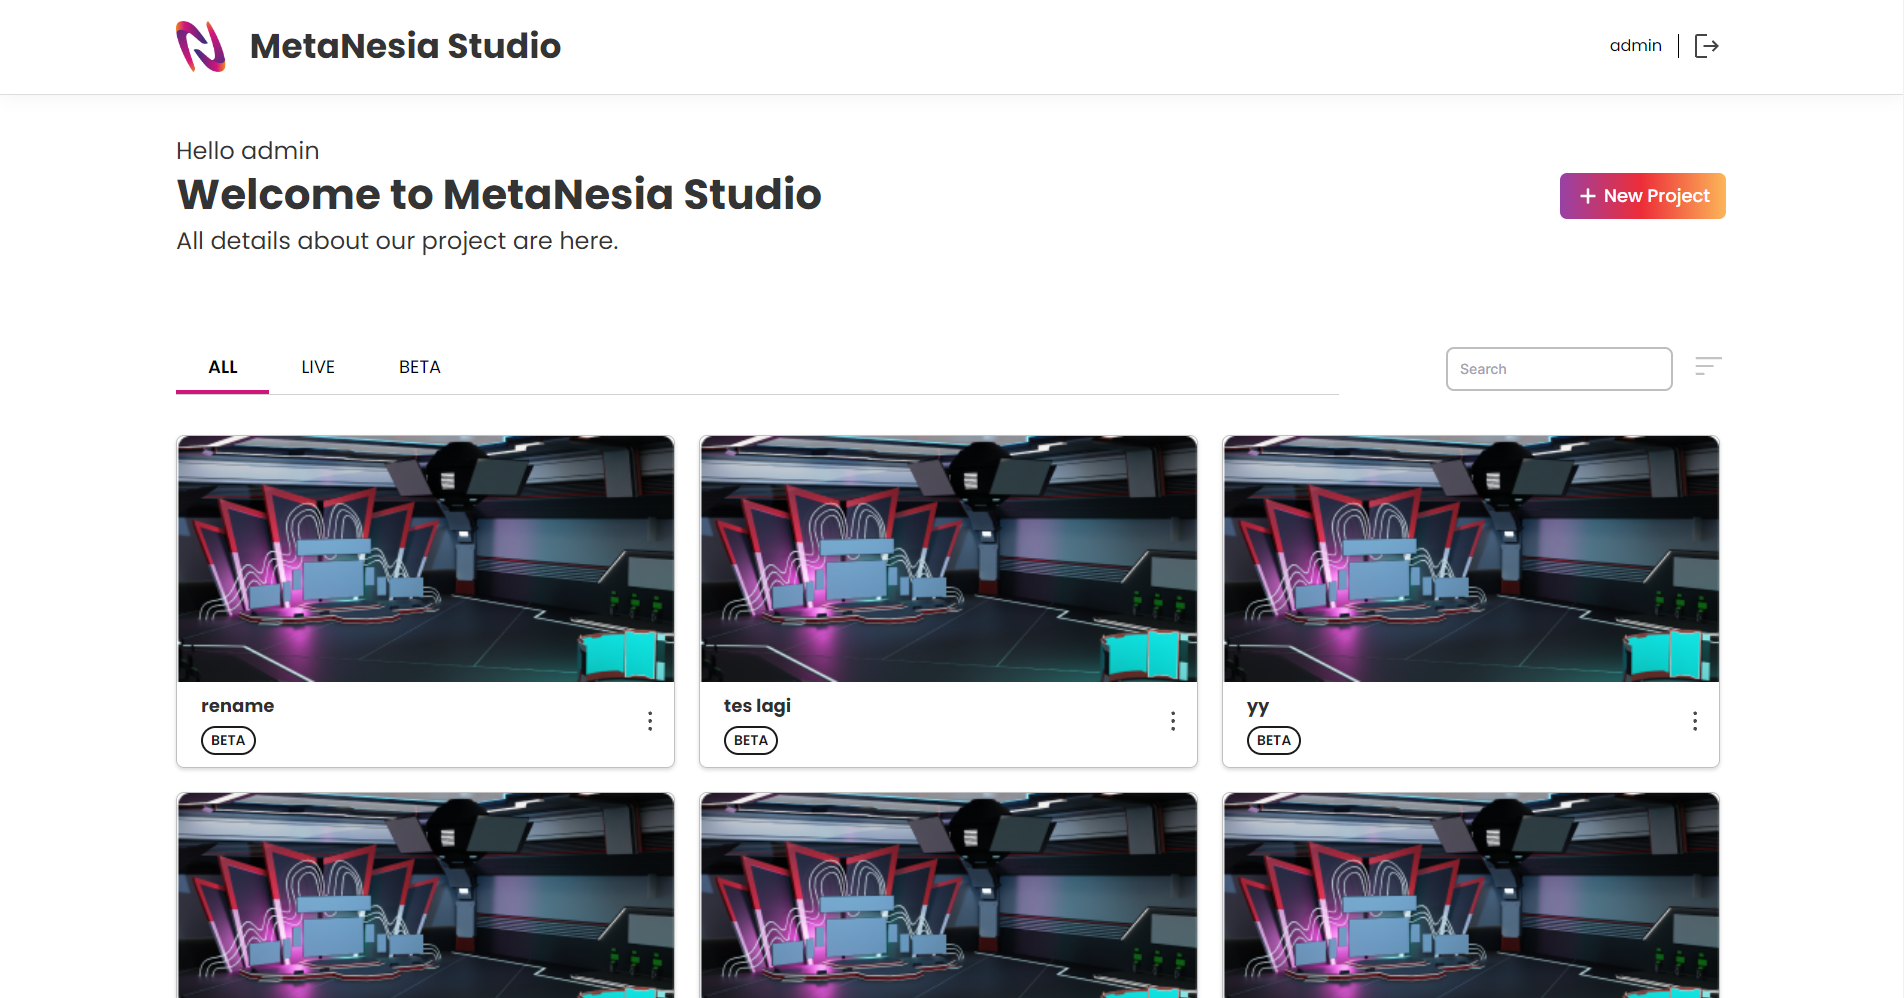 MetaNesia Studio
admin
Hello admin
Welcome to MetaNesia Studio
All details about our project are here.
+ New Project
ALL
LIVE
BETA
Search
rename
BETA
tes lagi
BETA
yy
BETA